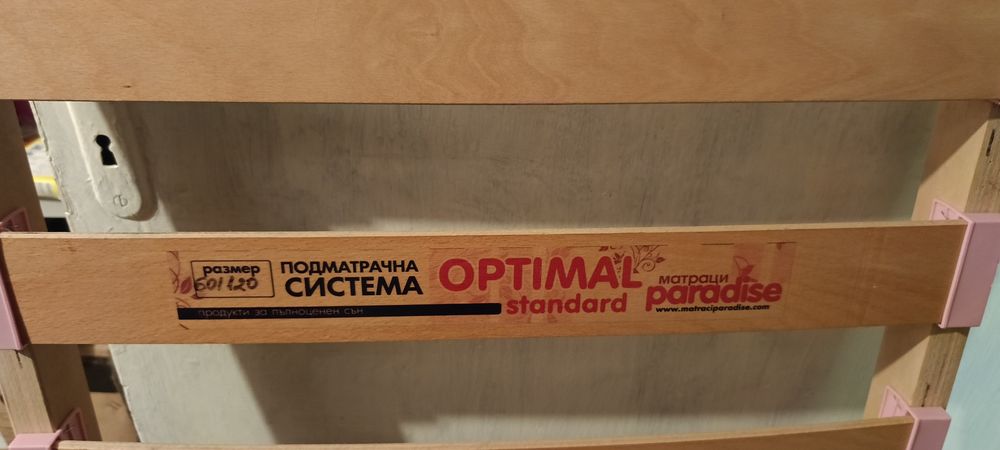 размер
601120
ПОДМАТРАЧНА
СИСТЕМА
продукти за пълноценен сън
OPTIMAL
standard
матраци
paradise
www.matraciparadise.com